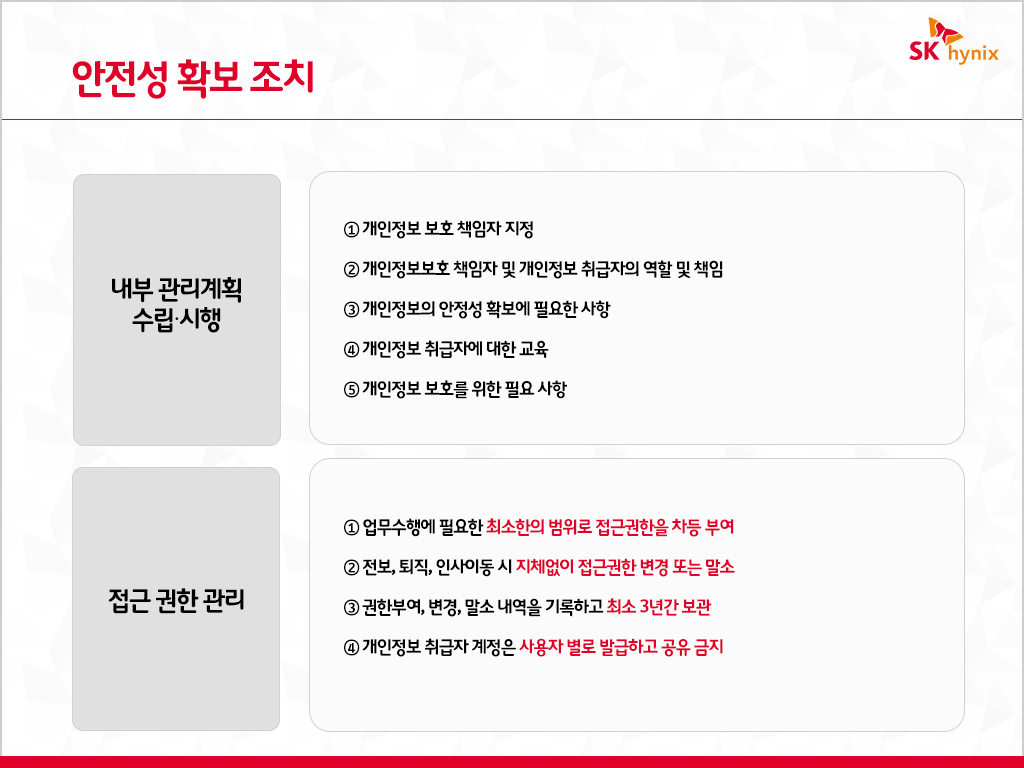 안전성 확보 조치
SK hynix
내부 관리계획
수립·시행
① 개인정보 보호 책임자 지정
② 개인정보보호 책임자 및 개인정보 취급자의 역할 및 책임
③ 개인정보의 안정성 확보에 필요한 사항
④ 개인정보 취급자에 대한 교육
⑤ 개인정보 보호를 위한 필요 사항
접근 권한 관리
① 업무수행에 필요한 최소한의 범위로 접근권한을 차등 부여
② 전보, 퇴직, 인사이동 시 지체없이 접근권한 변경 또는 말소
③ 권한부여, 변경, 말소 내역을 기록하고 최소 3년간 보관
④ 개인정보 취급자 계정은 사용자 별로 발급하고 공유 금지